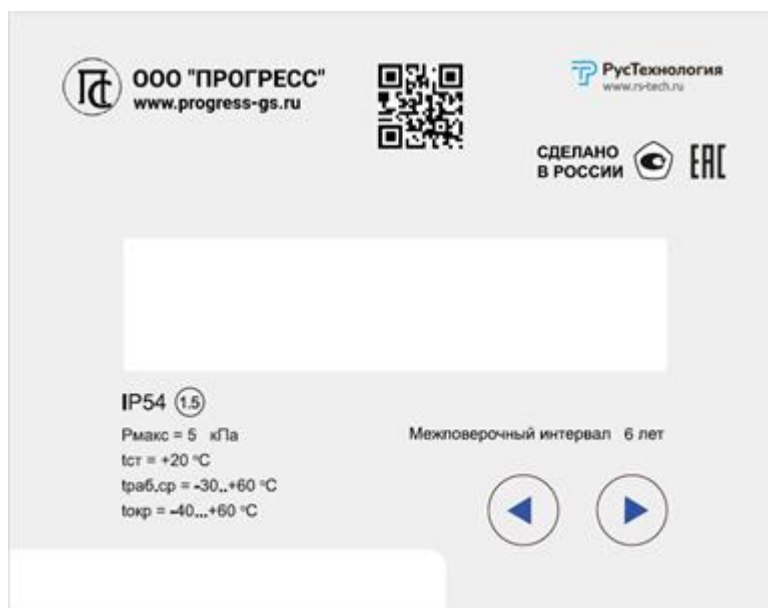 ООО "ПРОГРЕСС"
www.progress-gs.ru
РусТехнология
www.rs-tech.ru
СДЕЛАНО
В РОССИИ
ЕАС
IP54 1.5
Pмакс = 5 кПа
tст = +20 °C
tраб.ср = -30..+60 °C
tокр = -40...+60 °C
Межповерочный интервал 6 лет